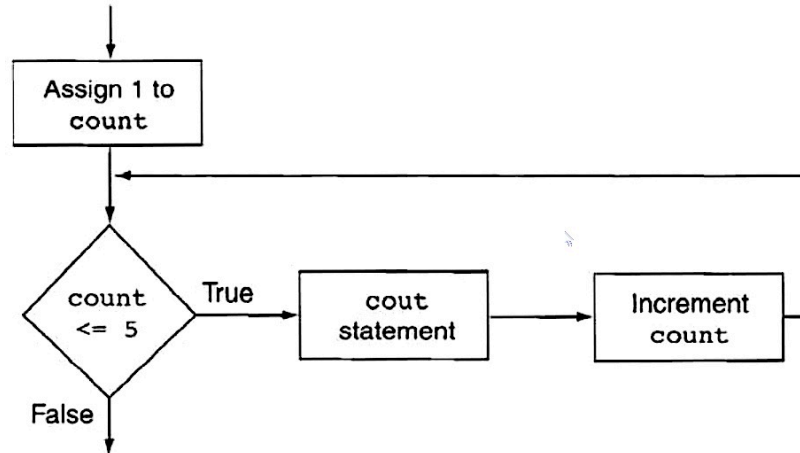 Assign 1 to
count
count
<= 5
True
cout
statement
Increment
count
False